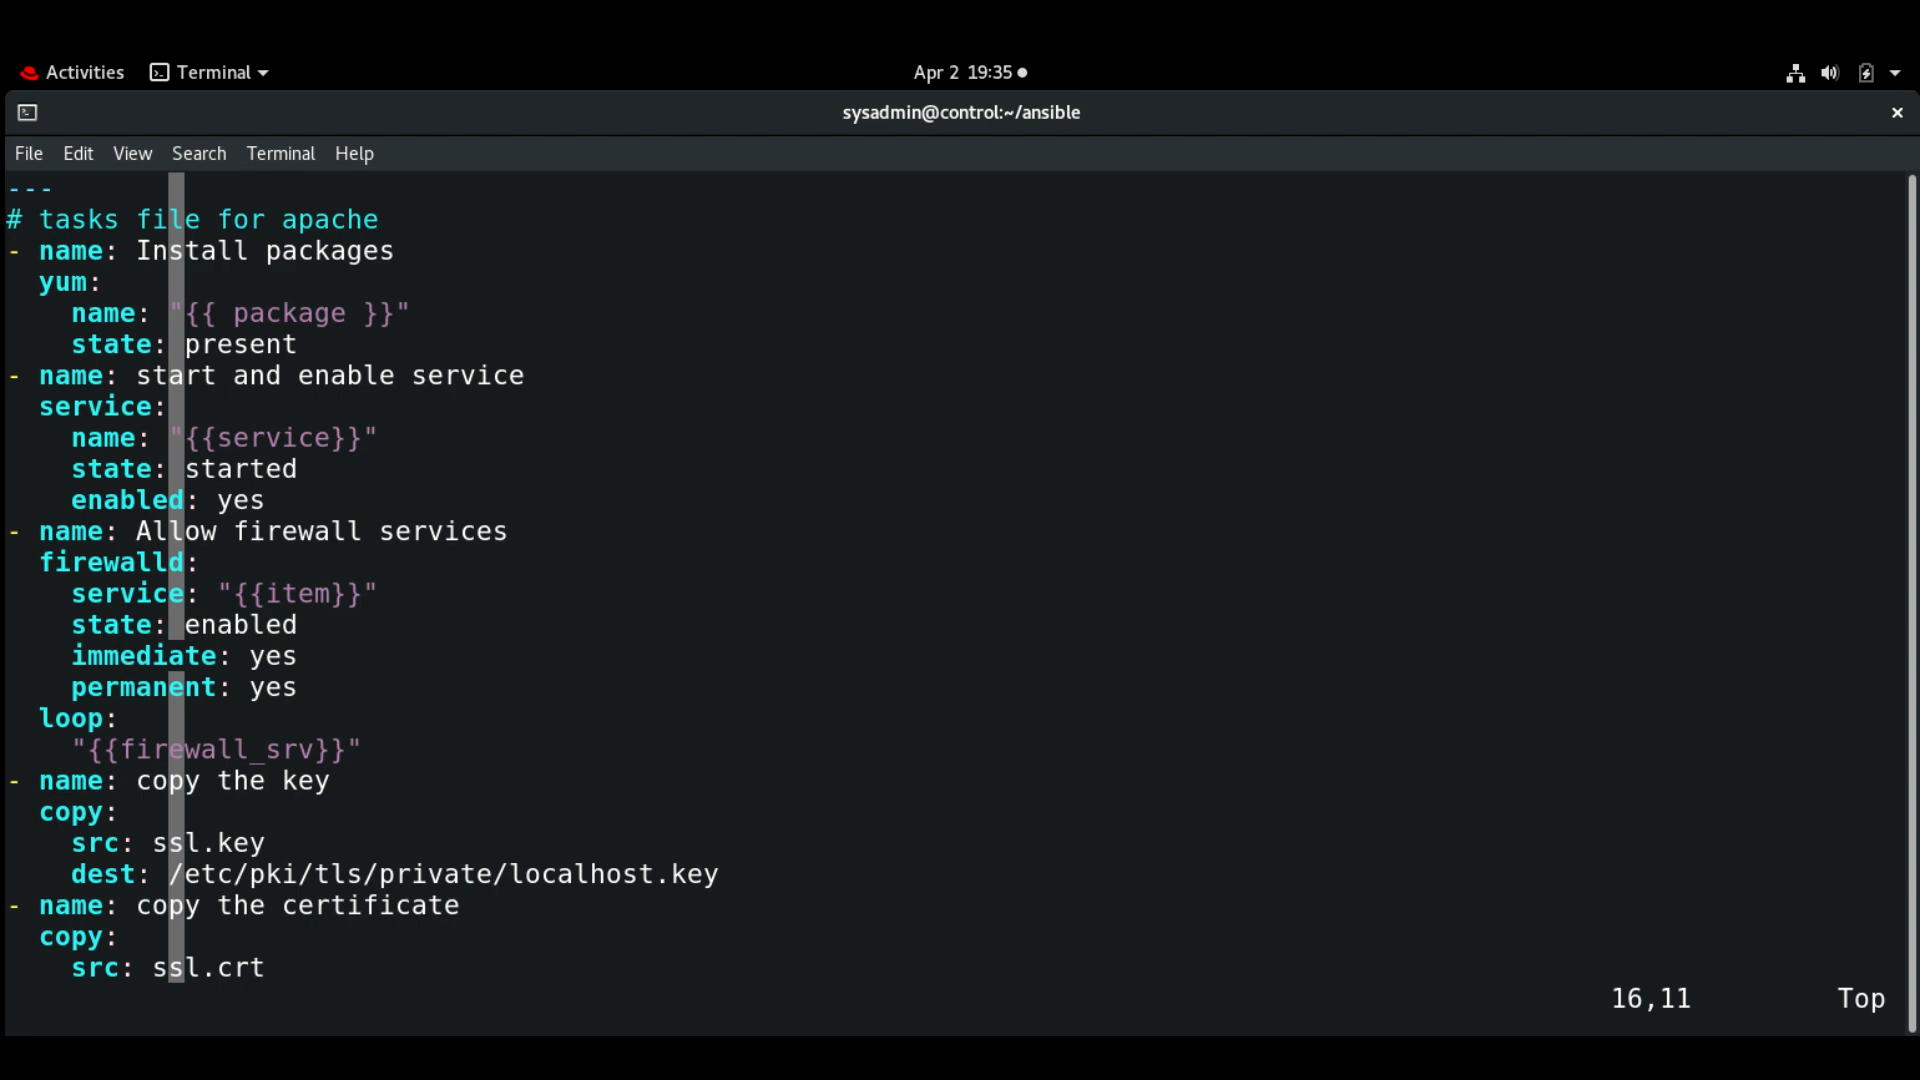 Activities Terminal Apr 2 19:35
sysadmin@control:~/ansible
File Edit View Search Terminal Help
---
# tasks file for apache
- name: Install packages
  yum:
    name: "{{ package }}"
    state: present
- name: start and enable service
  service:
    name: "{{service}}"
    state: started
    enabled: yes
- name: Allow firewall services
  firewalld:
    service: "{{item}}"
    state: enabled
    immediate: yes
    permanent: yes
  loop:
    "{{firewall_srv}}"
- name: copy the key
  copy:
    src: ssl.key
    dest: /etc/pki/tls/private/localhost.key
- name: copy the certificate
  copy:
    src: ssl.crt
16,11 Top